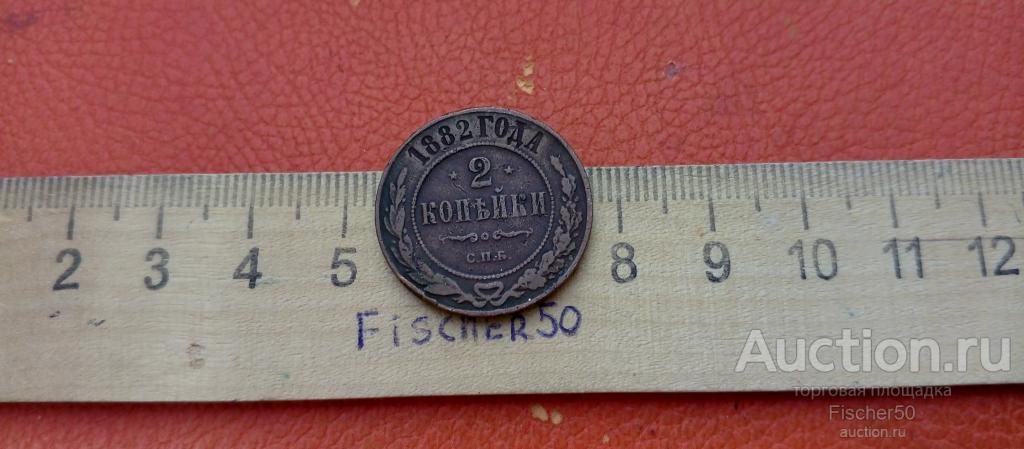 1882 ГОДА
2
КОПѢЙКИ
С.П.Б.
2 3 4 5 8 9 10 11 12
FiSCHER50
Auction.ru
торговая площадка
Fischer50
auction.ru